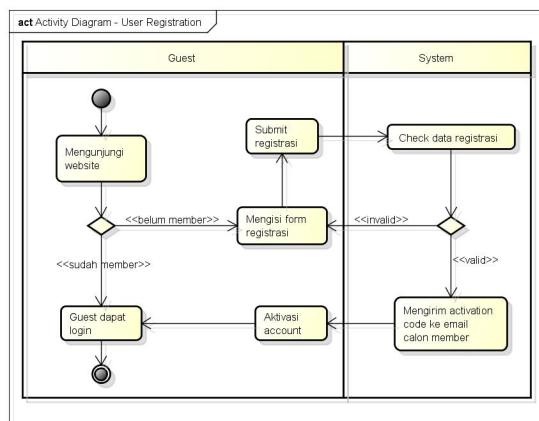 act Activity Diagram - User Registration
Guest
System
Mengunjungi
website
Submit
registrasi
Check data registrasi
<<belum member>>
Mengisi form
registrasi
<<invalid>>
<<sudah member>>
<<valid>>
Guest dapat
login
Aktivasi
account
Mengirim activation
code ke email
calon member